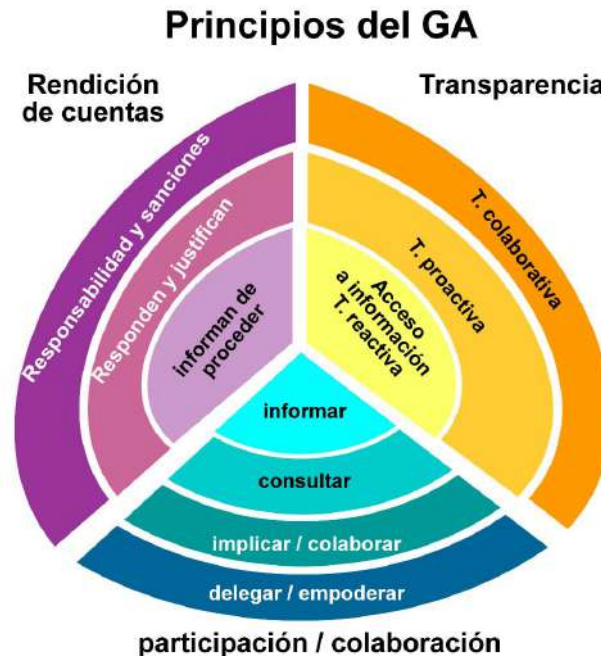 Principios del GA
Rendición
de cuentas
Transparencia
Responsabilidad y sanciones
Responden y justifican
informan de
proceder
T. colaborativa
T. proactiva
Acceso
a información
T. reactiva
informar
consultar
implicar / colaborar
delegar / empoderar
participación / colaboración